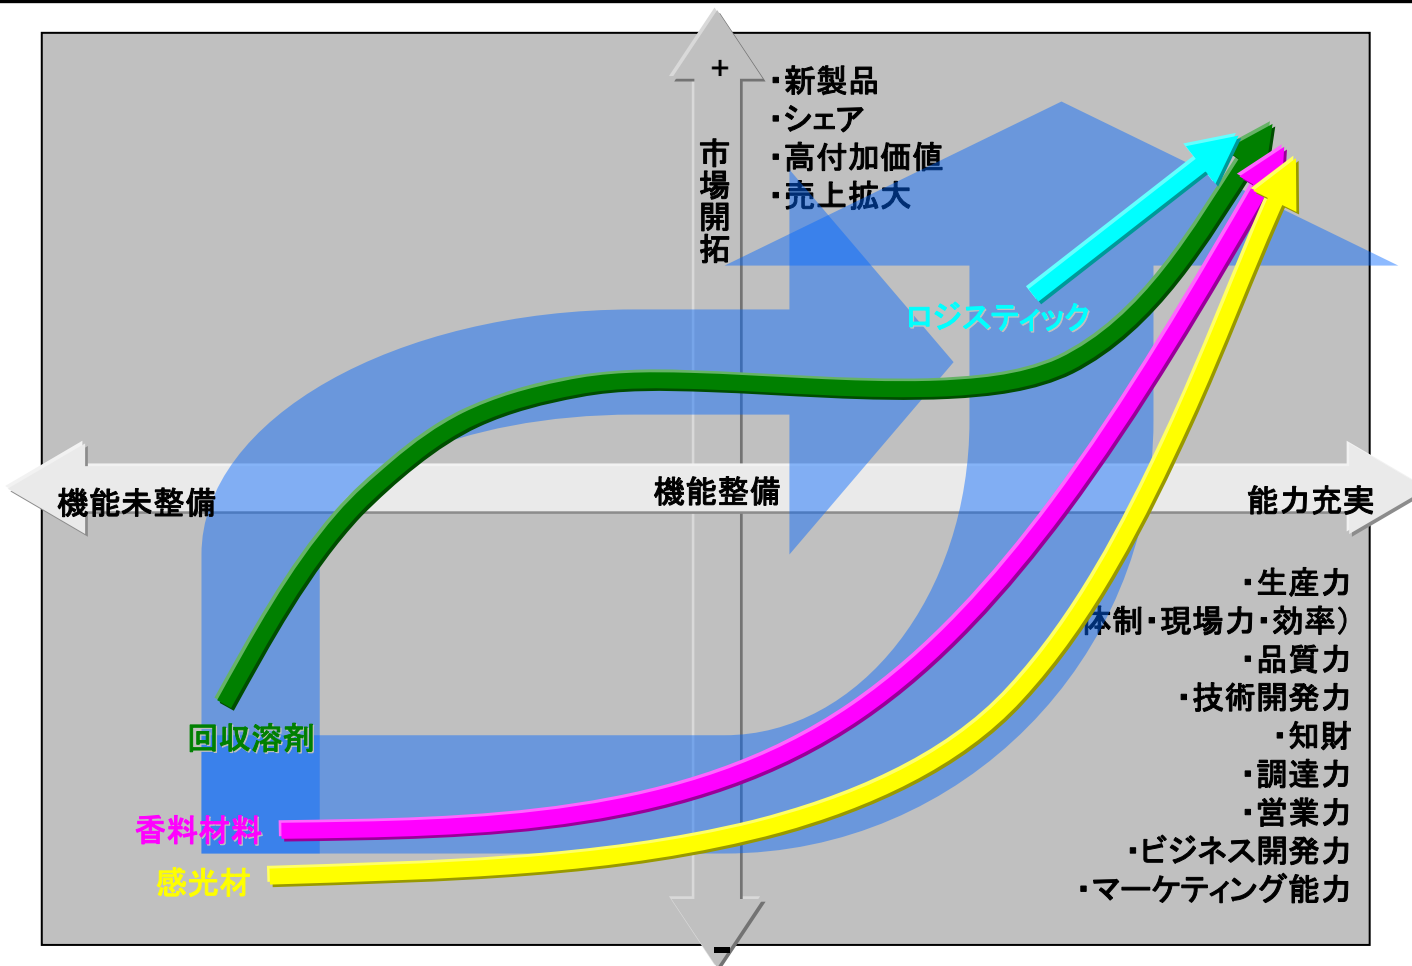 +
・新製品
・シェア
・高付加価値
・売上拡大
市場開拓
ロジスティック
機能未整備
機能整備
能力充実
・生産力
体制・現場力・効率）
・品質力
・技術開発力
・知財
・調達力
・営業力
・ビジネス開発力
・マーケティング能力
回収溶剤
香料材料
感光材
-